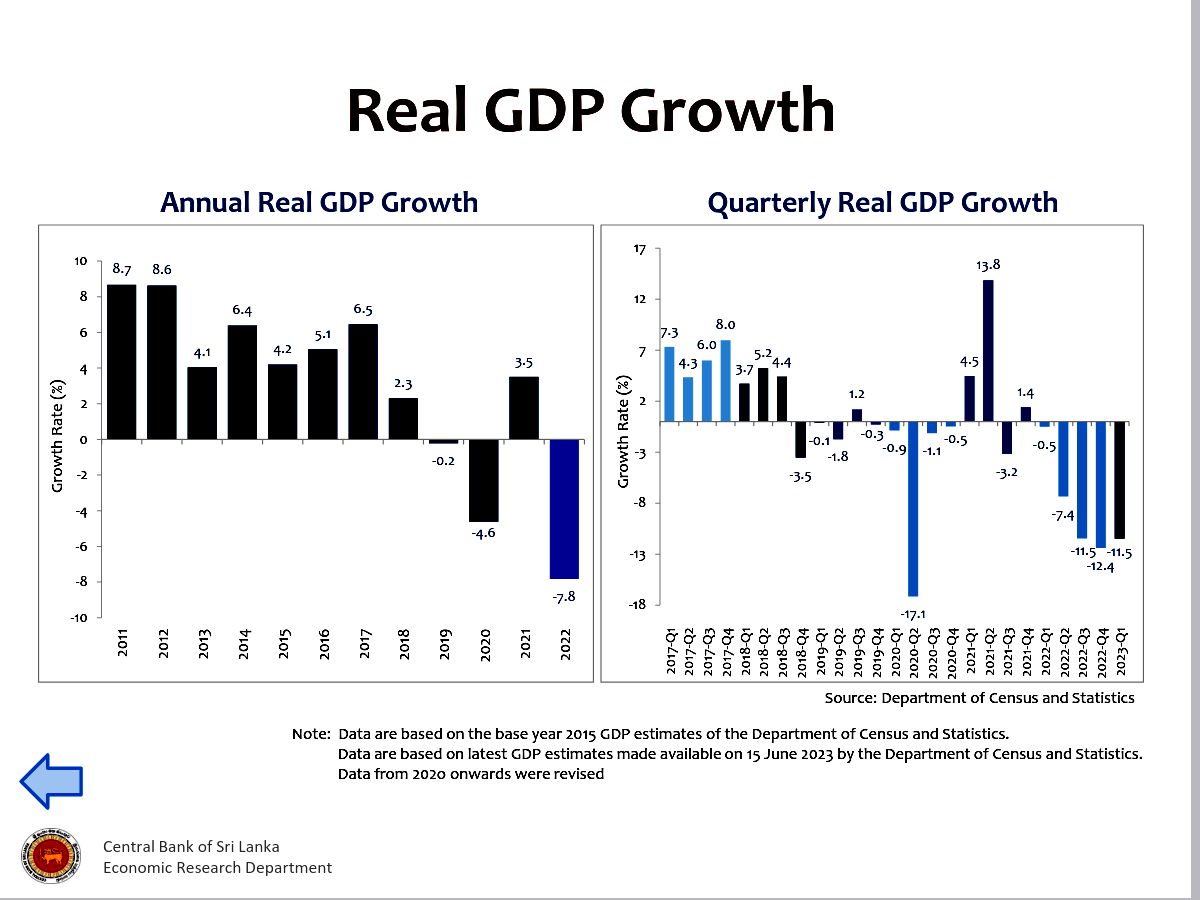 Real GDP Growth
Annual Real GDP Growth
Growth Rate (%)
10
8
6
4
2
0
-2
-4
-6
-8
-10
8.7
8.6
4.1
6.4
4.2
5.1
6.5
2.3
-0.2
-4.6
3.5
-7.8
2011
2012
2013
2014
2015
2016
2017
2018
2019
2020
2021
2022
Quarterly Real GDP Growth
Growth Rate (%)
17
12
7
2
-3
-8
-13
-18
7.3
4.3
6.0
8.0
3.7
5.2
4.4
-3.5
-0.1
-1.8
1.2
-0.3
-0.9
-17.1
-1.1
-0.5
4.5
13.8
-3.2
1.4
-0.5
-7.4
-11.5
-12.4
-11.5
2017-Q1
2017-Q2
2017-Q3
2017-Q4
2018-Q1
2018-Q2
2018-Q3
2018-Q4
2019-Q1
2019-Q2
2019-Q3
2019-Q4
2020-Q1
2020-Q2
2020-Q3
2020-Q4
2021-Q1
2021-Q2
2021-Q3
2021-Q4
2022-Q1
2022-Q2
2022-Q3
2022-Q4
2023-Q1
Source: Department of Census and Statistics
Note: Data are based on the base year 2015 GDP estimates of the Department of Census and Statistics.
Data are based on latest GDP estimates made available on 15 June 2023 by the Department of Census and Statistics.
Data from 2020 onwards were revised
Central Bank of Sri Lanka
Economic Research Department